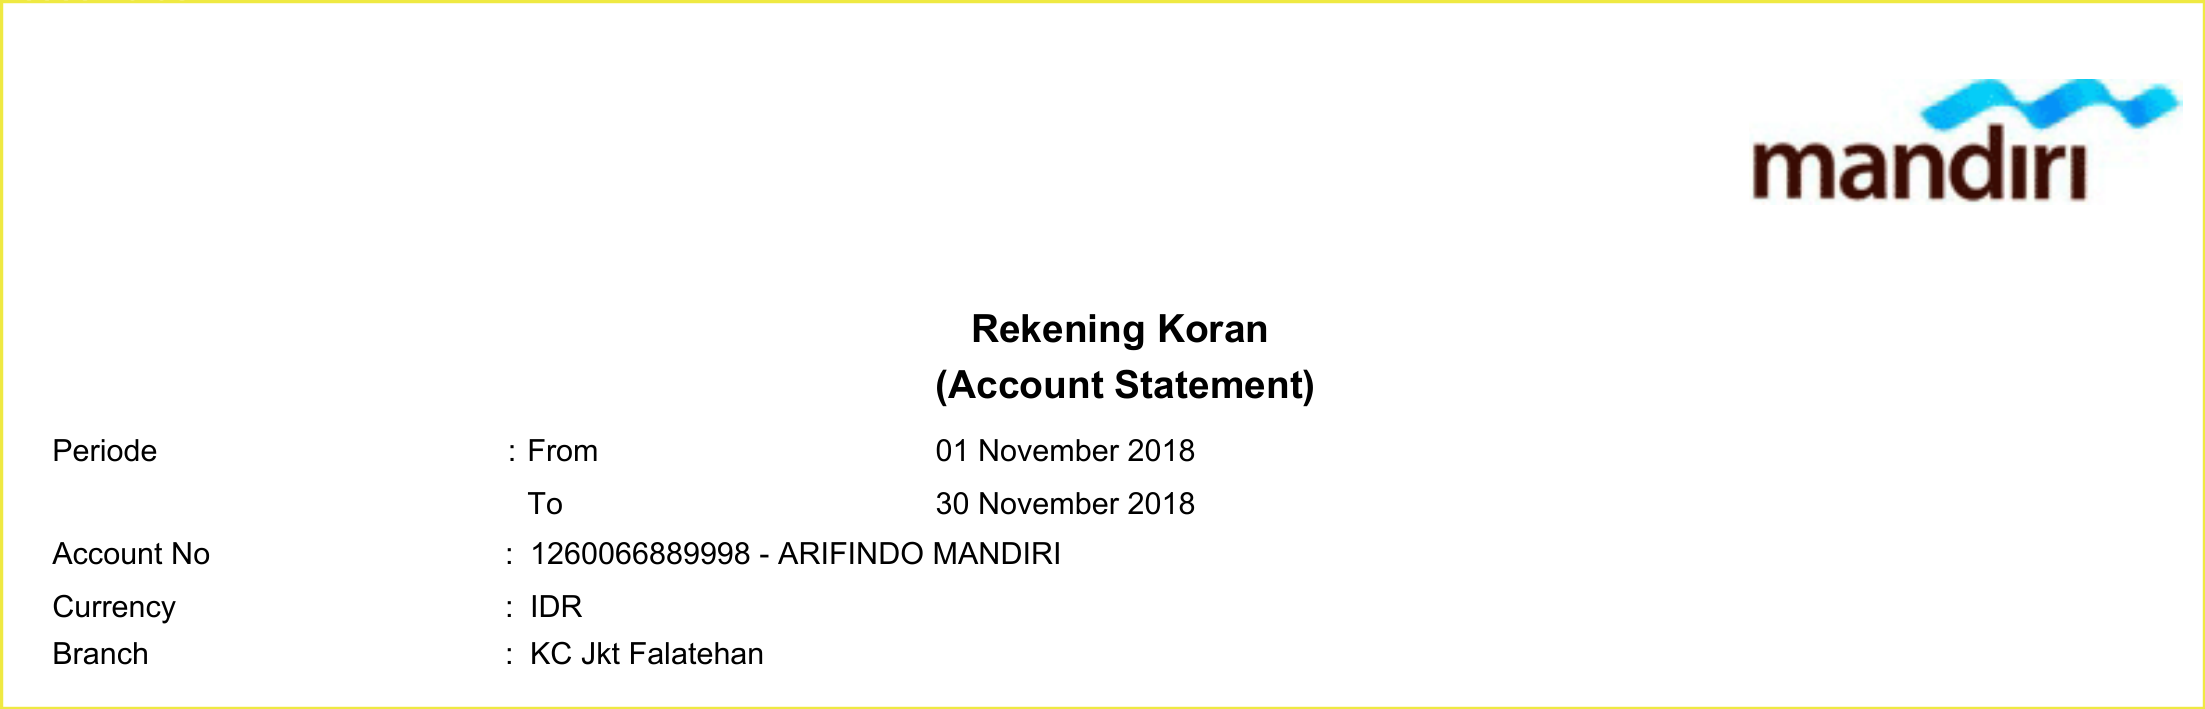 mandiri
Rekening Koran
(Account Statement)
Periode : From 01 November 2018
To 30 November 2018
Account No : 1260066889998 - ARIFINDO MANDIRI
Currency : IDR
Branch : KC Jkt Falatehan